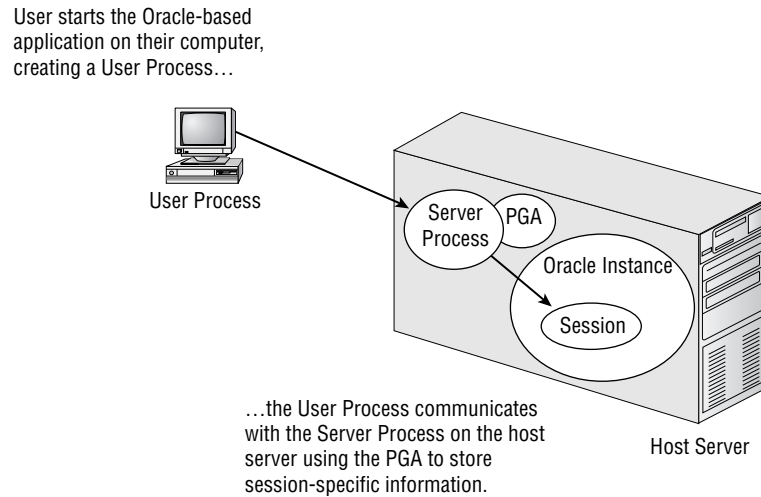 User starts the Oracle-based
application on their computer,
creating a User Process…
User Process
Server
Process
PGA
Oracle Instance
Session
…the User Process communicates
with the Server Process on the host
server using the PGA to store
session-specific information.
Host Server